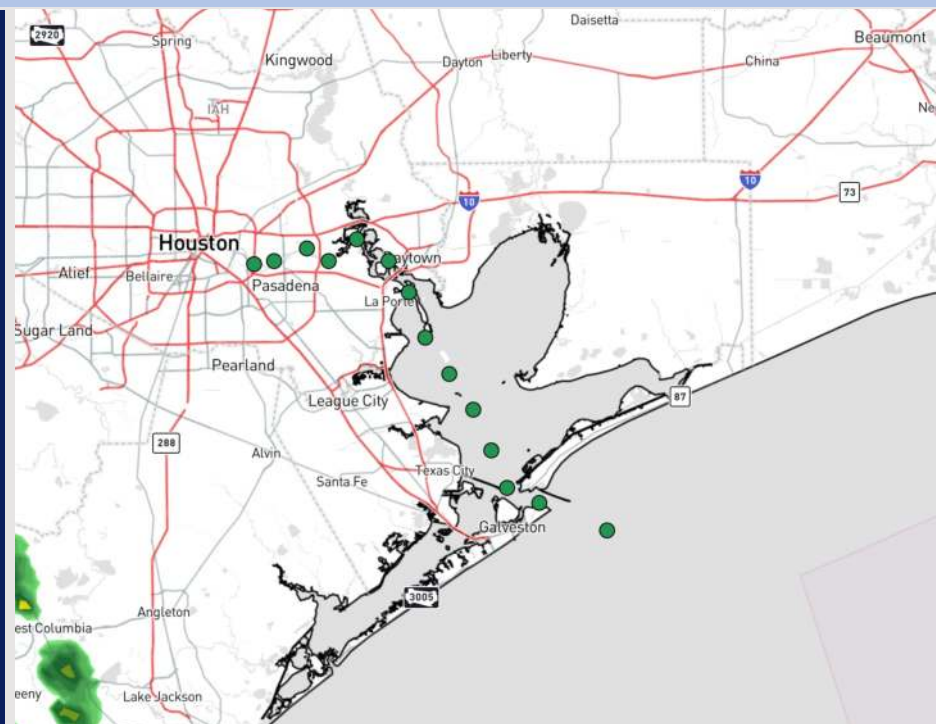 2920
Spring
Kingwood
Daisetta
Beaumont
Dayton
Liberty
China
IAH
Ne
10
10
73
Houston
aytown
Alief
Bellaire
Pasadena
La Porte
Sugar Land
Pearland
League City
87
288
Alvin
Texas City
Santa Fe
Galveston
3005
Angleton
est Columbia
eeny
Lake Jackson